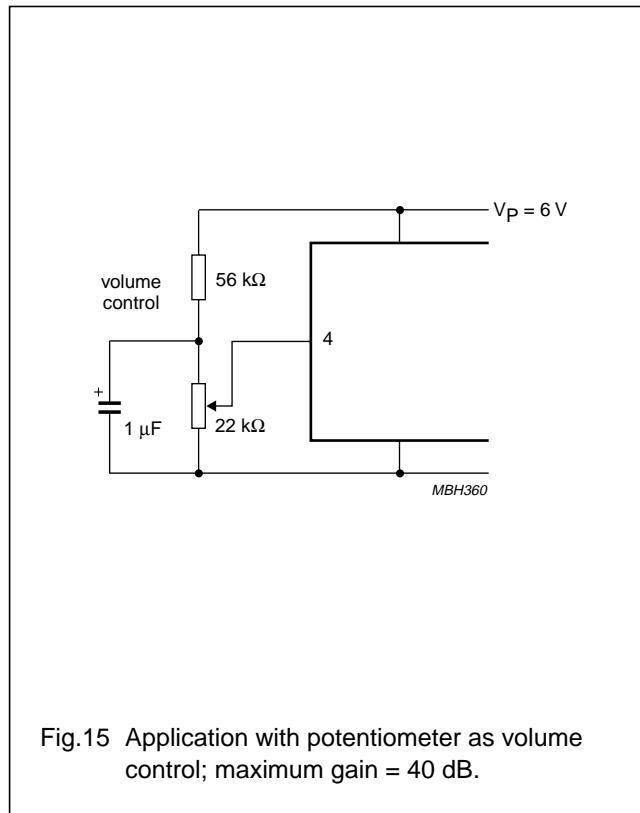 V_P = 6 V
56 kΩ
volume
control
4
+
1 μF
22 kΩ
MBH360
Fig.15 Application with potentiometer as volume
control; maximum gain = 40 dB.